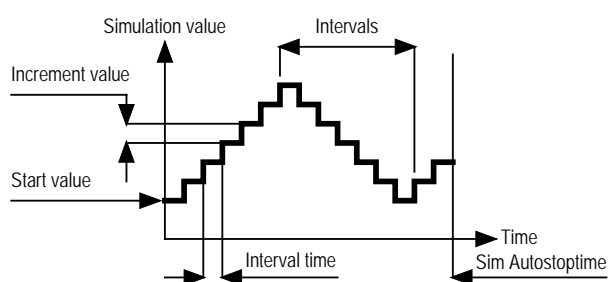 Simulation value
Intervals
Increment value
Start value
Time
Interval time
Sim Autostoptime